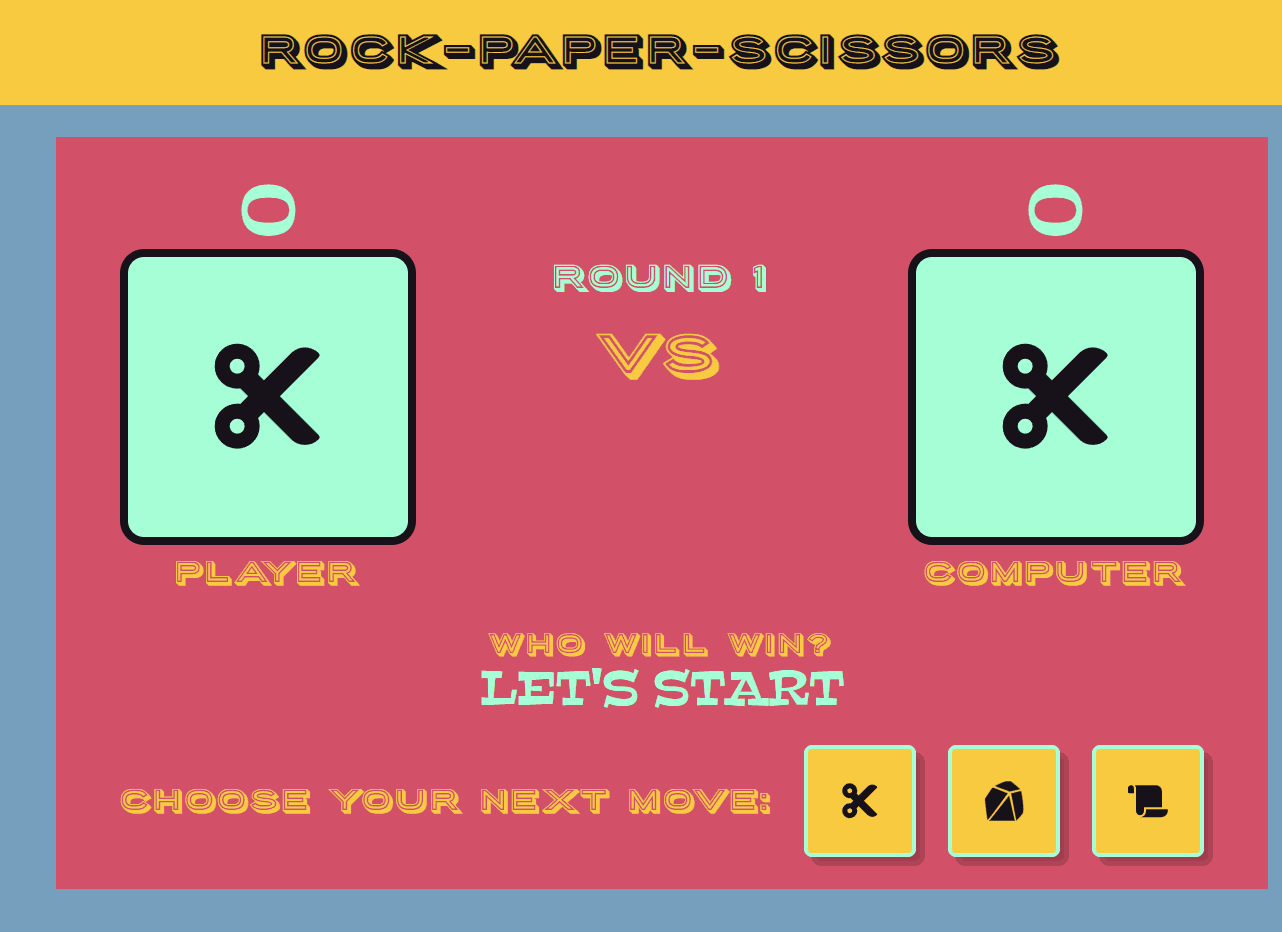 ROCK-PAPER-SCISSORS
0
0
ROUND 1
VS
PLAYER
COMPUTER
WHO WILL WIN?
LET'S START
CHOOSE YOUR NEXT MOVE: